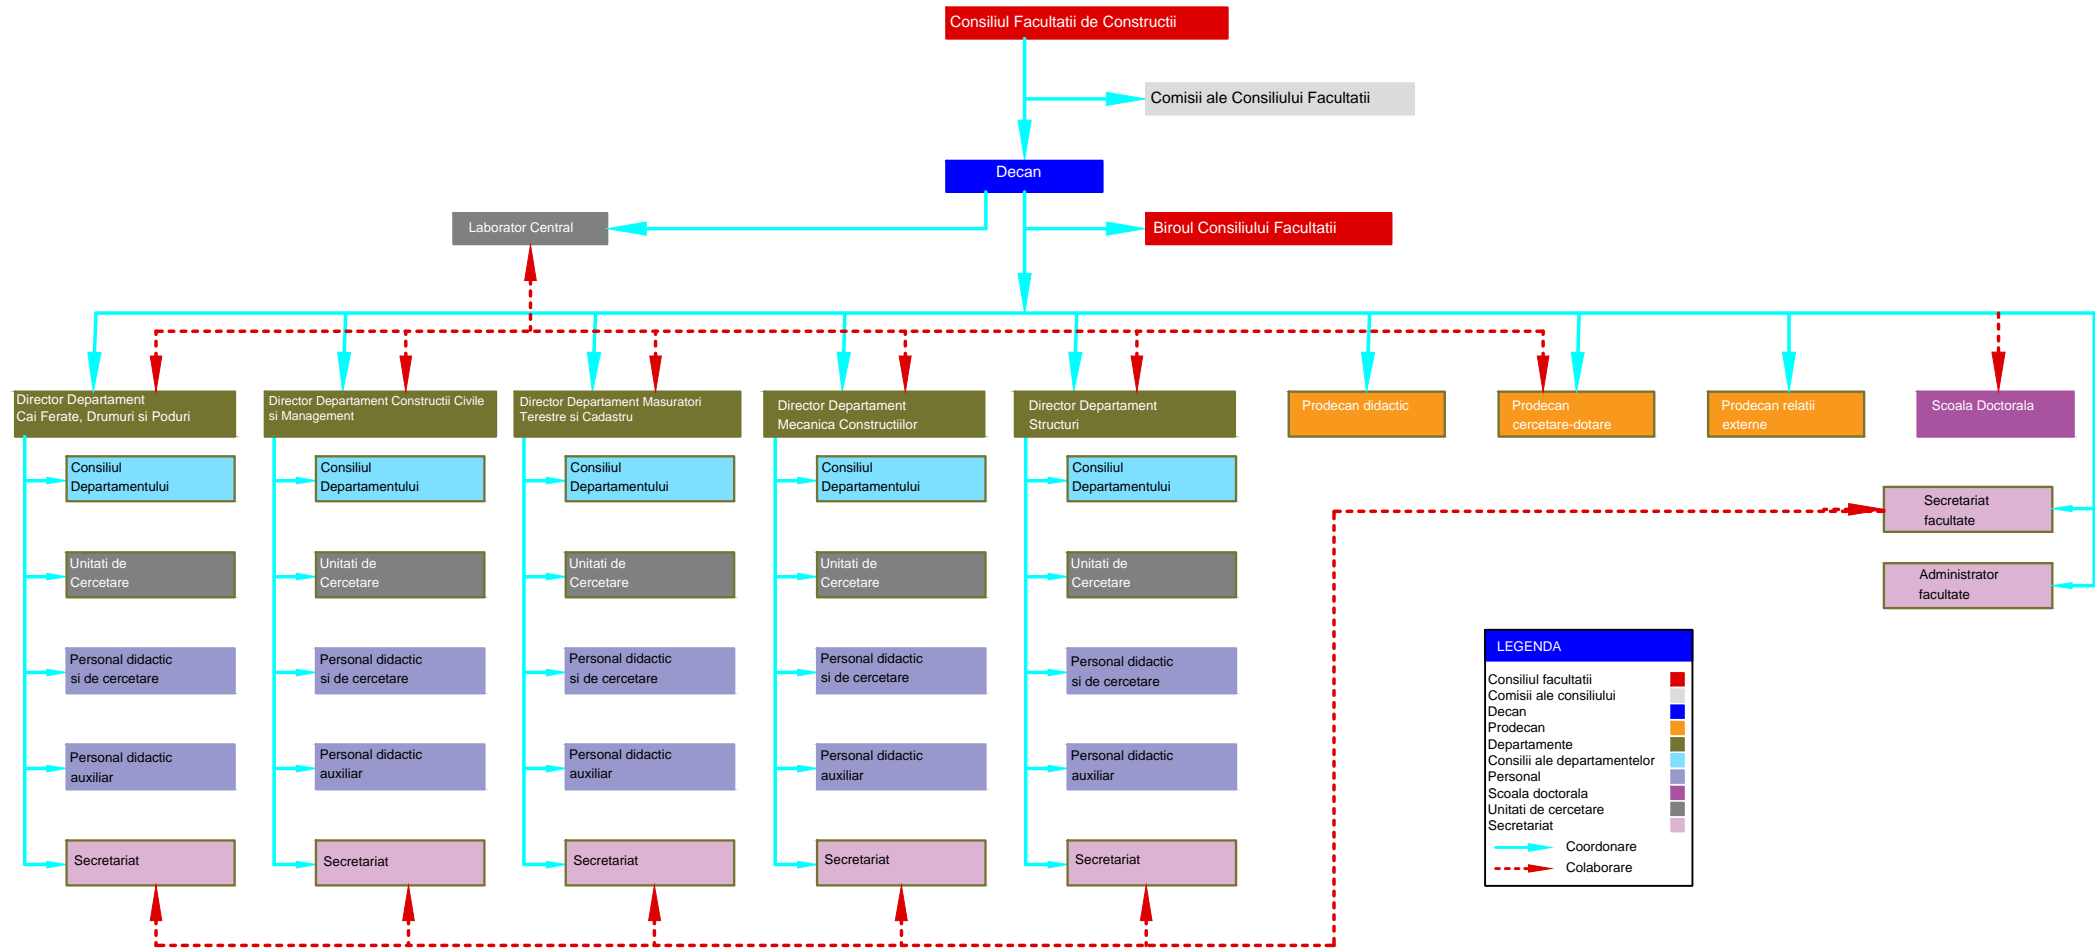 Consiliul Facultatii de Constructii
Comisii ale Consiliului Facultatii
Decan
Laborator Central
Biroul Consiliului Facultatii
Director Departament
Cai Ferate, Drumuri si Poduri
Director Departament Constructii Civile
si Management
Director Departament Masuratori
Terestre si Cadastru
Director Departament
Mecanica Constructiilor
Director Departament
Structuri
Prodecan didactic
Prodecan
cercetare-dotare
Prodecan relatii
externe
Scoala Doctorala
Consiliul
Departamentului
Consiliul
Departamentului
Consiliul
Departamentului
Consiliul
Departamentului
Consiliul
Departamentului
Secretariat
facultate
Unitati de
Cercetare
Unitati de
Cercetare
Unitati de
Cercetare
Unitati de
Cercetare
Unitati de
Cercetare
Administrator
facultate
Personal didactic
si de cercetare
Personal didactic
si de cercetare
Personal didactic
si de cercetare
Personal didactic
si de cercetare
Personal didactic
si de cercetare
Personal didactic
auxiliar
Personal didactic
auxiliar
Personal didactic
auxiliar
Personal didactic
auxiliar
Personal didactic
auxiliar
Secretariat
Secretariat
Secretariat
Secretariat
Secretariat
LEGENDA
Consiliul facultatii
Comisii ale consiliului
Decan
Prodecan
Departamente
Consilii ale departamentelor
Personal
Scoala doctorala
Unitati de cercetare
Secretariat
Coordonare
Colaborare